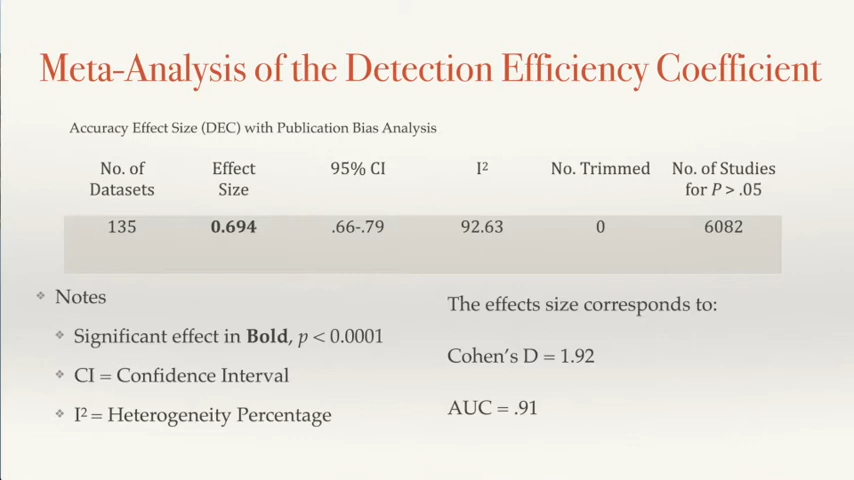 Meta-Analysis of the Detection Efficiency Coefficient
Accuracy Effect Size (DEC) with Publication Bias Analysis
No. of Datasets Effect Size 95% CI I² No. Trimmed No. of Studies for P > .05
135 0.694 .66-.79 92.63 0 6082
Notes
Significant effect in Bold, p < 0.0001
CI = Confidence Interval
I² = Heterogeneity Percentage
The effects size corresponds to:
Cohen's D = 1.92
AUC = .91